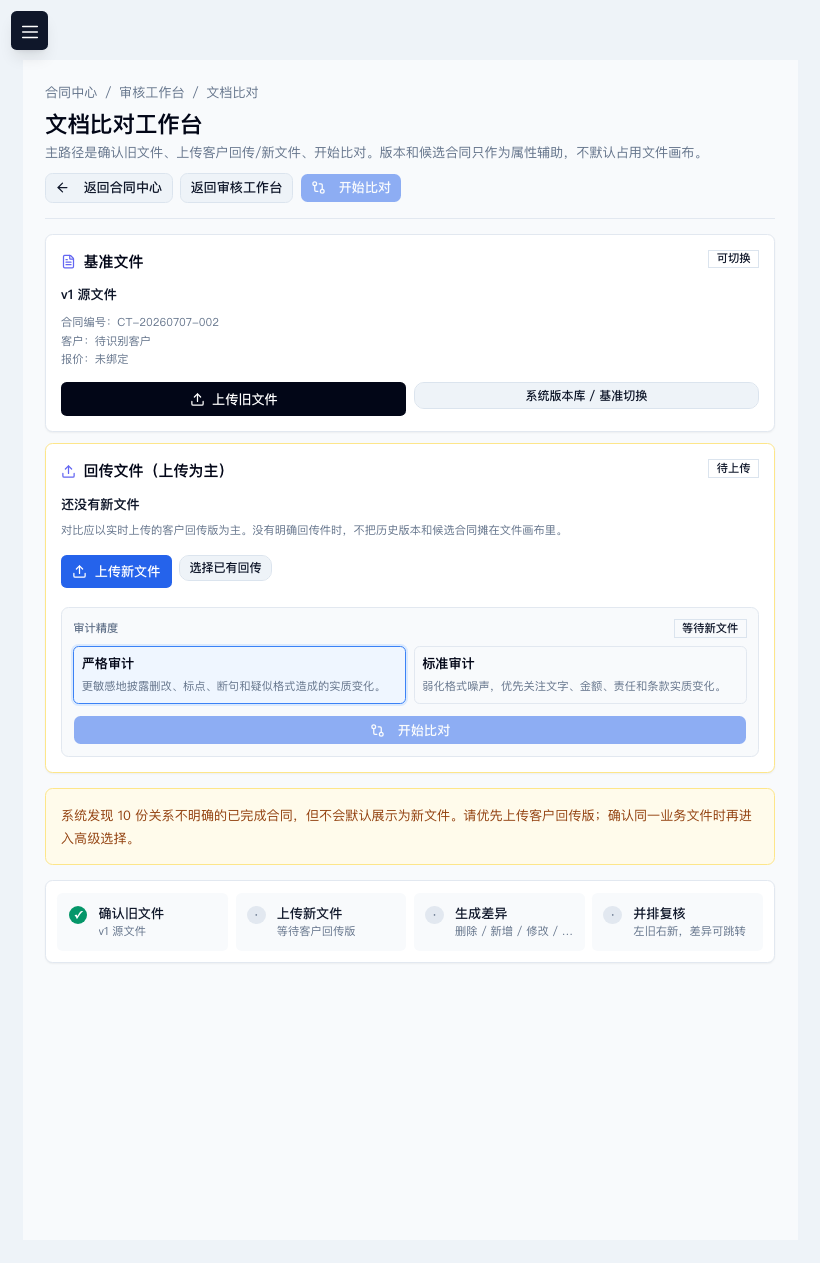 合同中心 / 审核工作台 / 文档比对
文档比对工作台
主路径是确认旧文件、上传客户回传/新文件、开始比对。版本和候选合同只作为属性辅助，不默认占用文件画布。
返回合同中心 返回审核工作台 开始比对
基准文件 可切换
v1 源文件
合同编号：CT-20260707-002
客户：待识别客户
报价：未绑定
上传旧文件 系统版本库 / 基准切换
回传文件（上传为主） 待上传
还没有新文件
对比应以实时上传的客户回传版为主。没有明确回传件时，不把历史版本和候选合同摊在文件画布里。
上传新文件 选择已有回传
审计精度 等待新文件
严格审计 标准审计
更敏感地披露删改、标点、断句和疑似格式造成的实质变化。 弱化格式噪声，优先关注文字、金额、责任和条款实质变化。
开始比对
系统发现 10 份关系不明确的已完成合同，但不会默认展示为新文件。请优先上传客户回传版；确认同一业务文件时再进
入高级选择。
✓ 确认旧文件 · 上传新文件 · 生成差异 · 并排复核
v1 源文件 等待客户回传版 删除 / 新增 / 修改 / ... 左旧右新，差异可跳转